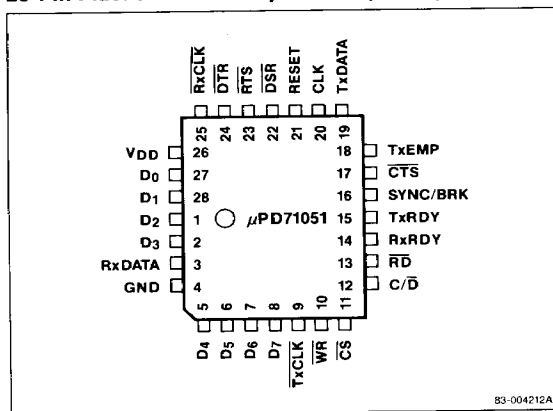 RxCLK
DTR
RTS
DSR
RESET
CLK
TxDATA
25 24 23 22 21 20 19
VDD 26
D0 27
D1 28
D2 1
D3 2
RxDATA 3
GND 4
μPD71051
18 TxEMP
17 CTS
16 SYNC/BRK
15 TxRDY
14 RxRDY
13 RD
12 C/D
5 6 7 8 9 10 11
D4
D5
D6
D7
TxCLK
WR
CS
83-004212A